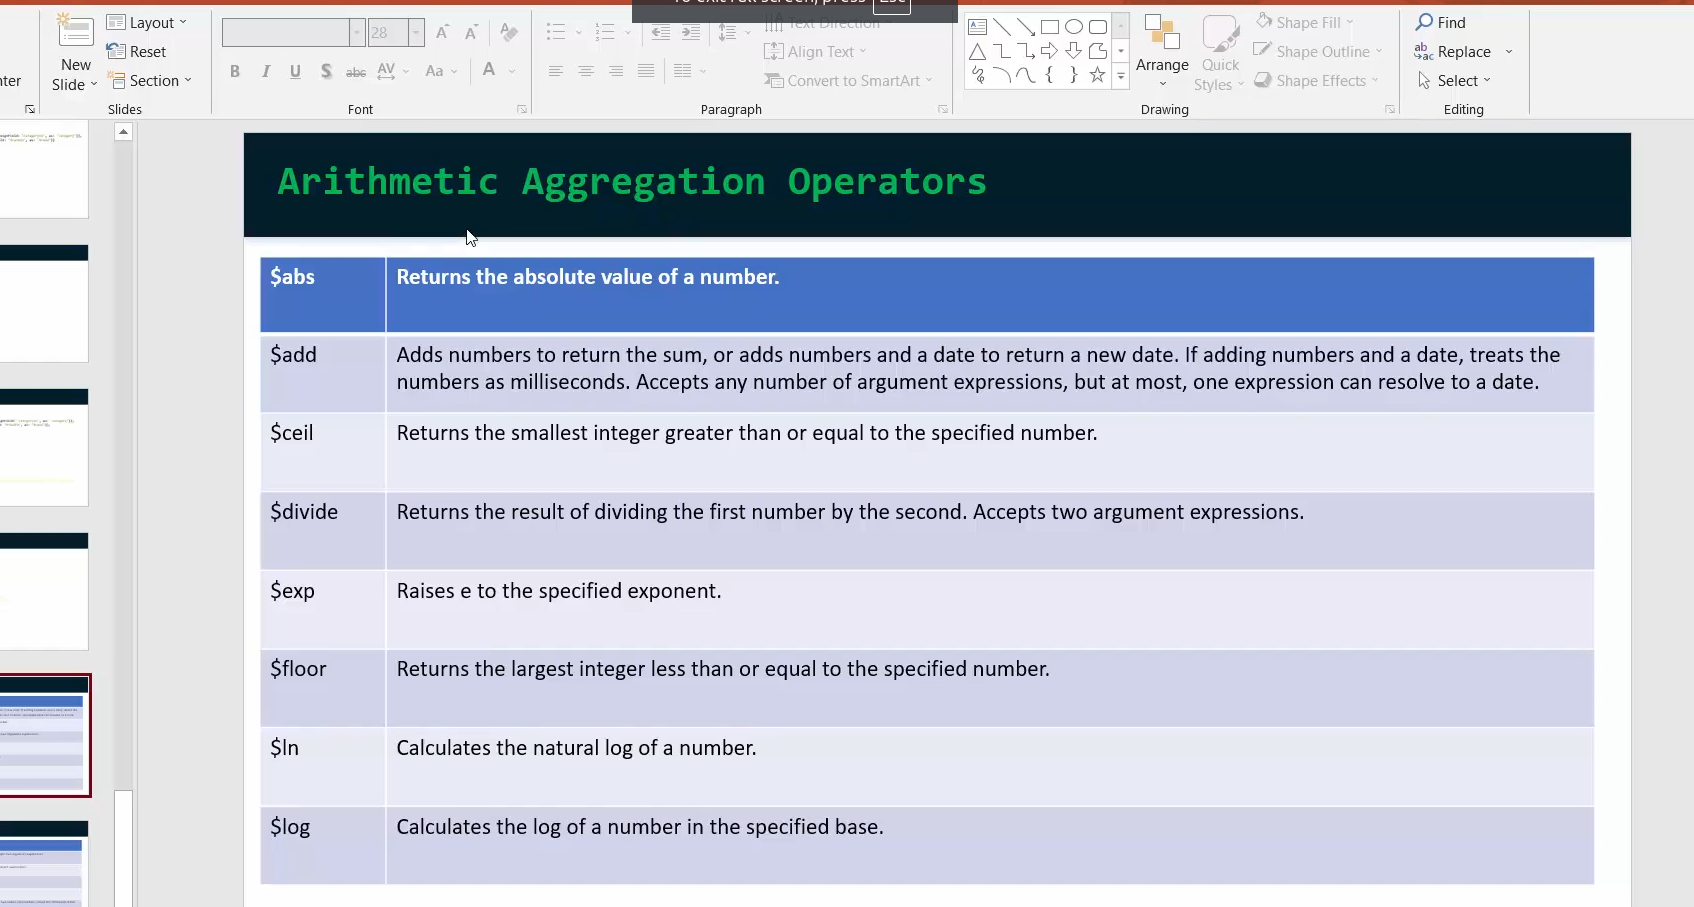 To exit full screen, press Esc
Layout
Reset
Section
New
Slide
Slides
28
B I U S abc AV Aa A
Font
Text Direction
Align Text
Convert to SmartArt
Paragraph
Arrange
Quick
Styles
Shape Fill
Shape Outline
Shape Effects
Drawing
Find
Replace
Select
Editing
Arithmetic Aggregation Operators
$abs
Returns the absolute value of a number.
$add
Adds numbers to return the sum, or adds numbers and a date to return a new date. If adding numbers and a date, treats the
numbers as milliseconds. Accepts any number of argument expressions, but at most, one expression can resolve to a date.
$ceil
Returns the smallest integer greater than or equal to the specified number.
$divide
Returns the result of dividing the first number by the second. Accepts two argument expressions.
$exp
Raises e to the specified exponent.
$floor
Returns the largest integer less than or equal to the specified number.
$ln
Calculates the natural log of a number.
$log
Calculates the log of a number in the specified base.